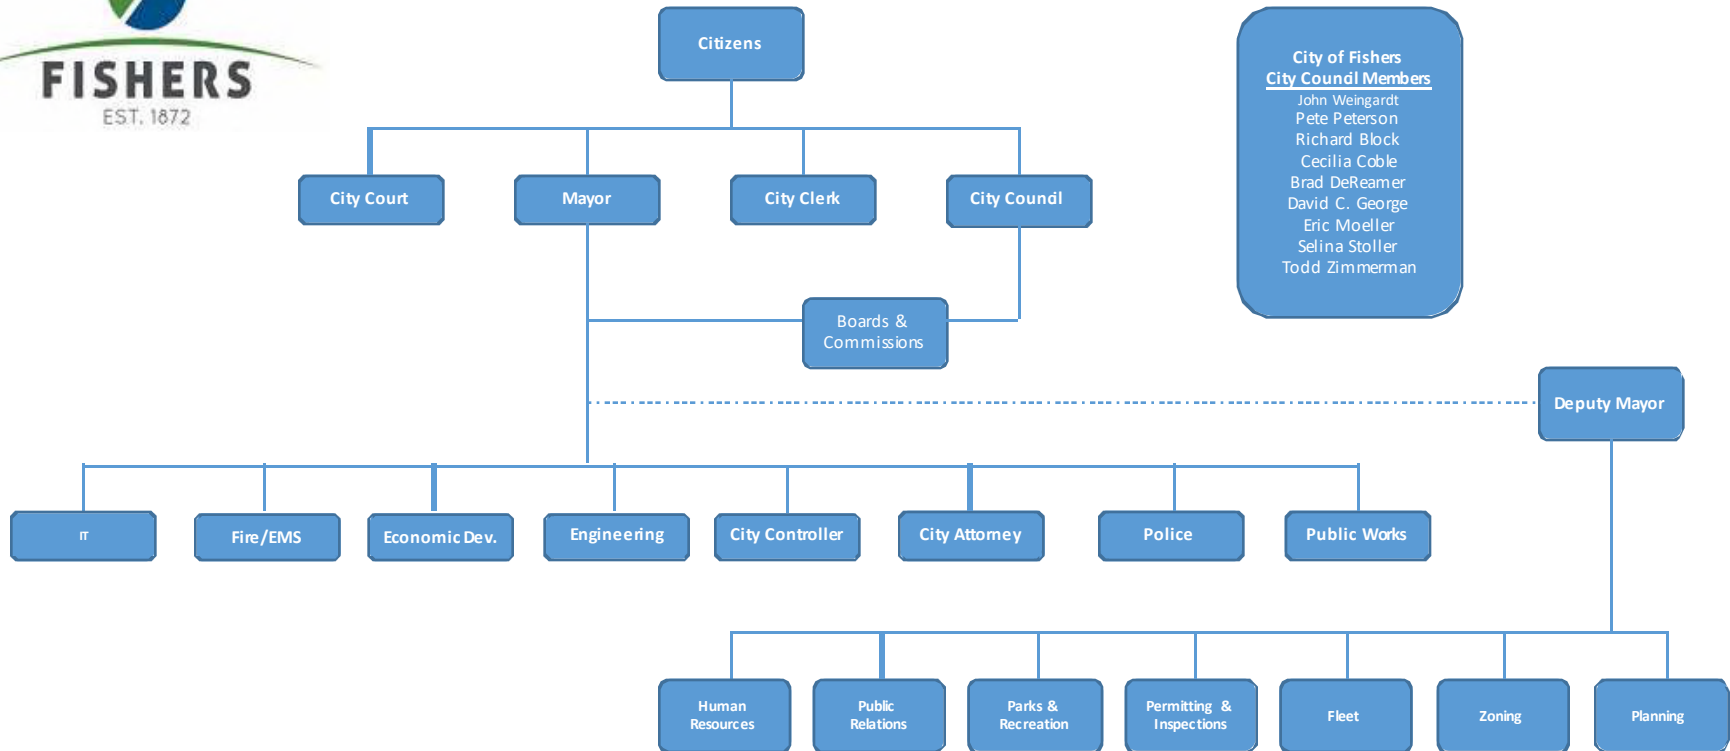 FISHERS
EST. 1872
Citizens
City of Fishers
City Council Members
John Weingardt
Pete Peterson
Richard Block
Cecilia Coble
Brad DeReamer
David C. George
Eric Moeller
Selina Stoller
Todd Zimmerman
City Court
Mayor
City Clerk
City Council
Boards &
Commissions
Deputy Mayor
IT
Fire/EMS
Economic Dev.
Engineering
City Controller
City Attorney
Police
Public Works
Human
Resources
Public
Relations
Parks &
Recreation
Permitting &
Inspections
Fleet
Zoning
Planning